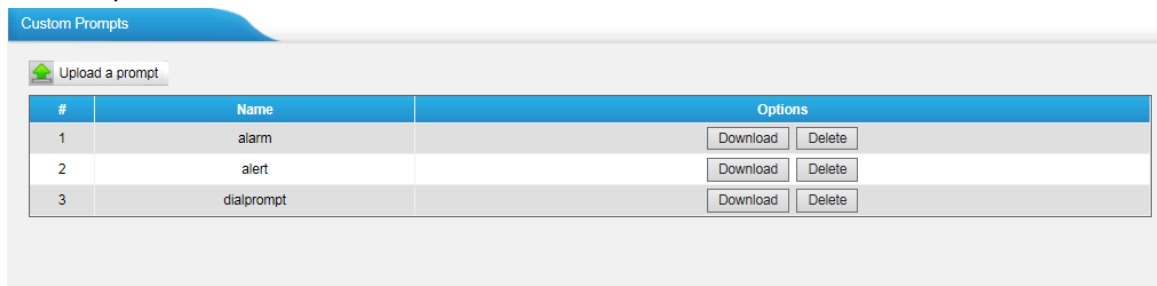 Custom Prompts
Upload a prompt
# Name Options
1 alarm Download Delete
2 alert Download Delete
3 dialprompt Download Delete